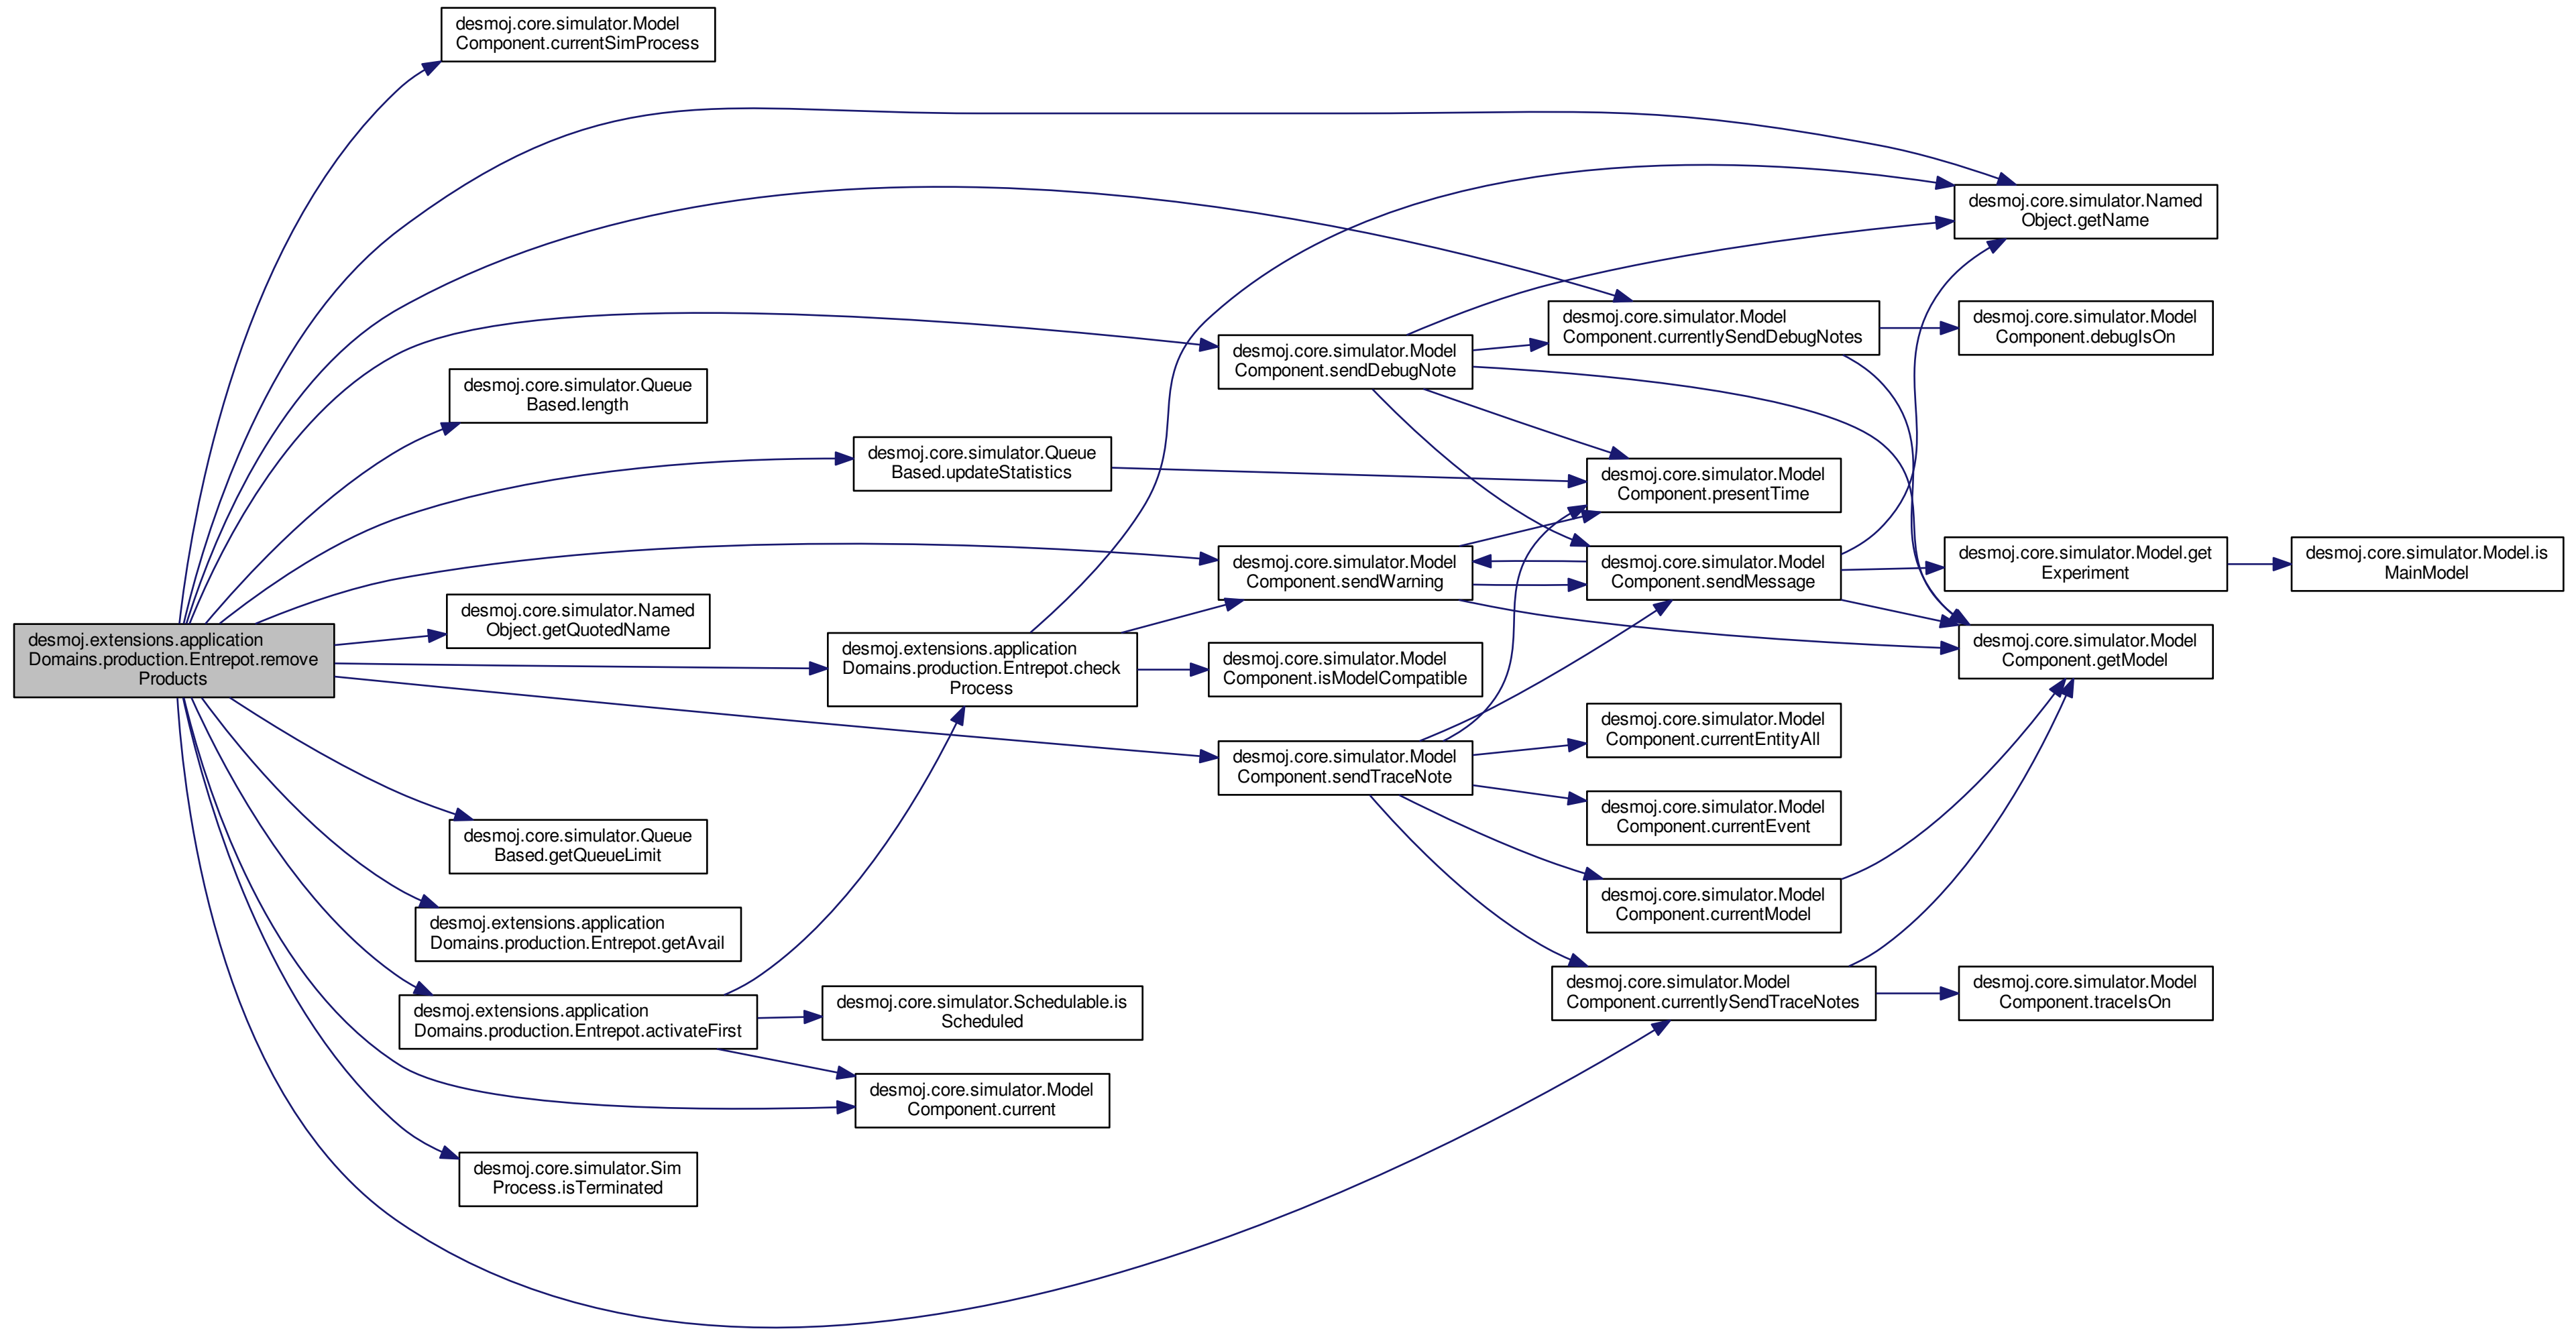 desmoj.core.simulator.Model
Component.currentSimProcess
desmoj.core.simulator.Named
Object.getName
desmoj.core.simulator.Model
Component.currentlySendDebugNotes
desmoj.core.simulator.Model
Component.debugIsOn
desmoj.core.simulator.Model
Component.sendDebugNote
desmoj.core.simulator.Queue
Based.length
desmoj.core.simulator.Queue
Based.updateStatistics
desmoj.core.simulator.Model
Component.presentTime
desmoj.core.simulator.Model
Component.sendWarning
desmoj.core.simulator.Model
Component.sendMessage
desmoj.core.simulator.Model.get
Experiment
desmoj.core.simulator.Model.is
MainModel
desmoj.core.simulator.Named
Object.getQuotedName
desmoj.extensions.application
Domains.production.Entrepot.remove
Products
desmoj.extensions.application
Domains.production.Entrepot.check
Process
desmoj.core.simulator.Model
Component.isModelCompatible
desmoj.core.simulator.Model
Component.getModel
desmoj.core.simulator.Model
Component.currentEntityAll
desmoj.core.simulator.Model
Component.sendTraceNote
desmoj.core.simulator.Model
Component.currentEvent
desmoj.core.simulator.Queue
Based.getQueueLimit
desmoj.core.simulator.Model
Component.currentModel
desmoj.extensions.application
Domains.production.Entrepot.getAvail
desmoj.core.simulator.Model
Component.currentlySendTraceNotes
desmoj.core.simulator.Model
Component.traceIsOn
desmoj.extensions.application
Domains.production.Entrepot.activateFirst
desmoj.core.simulator.Schedulable.is
Scheduled
desmoj.core.simulator.Model
Component.current
desmoj.core.simulator.Sim
Process.isTerminated